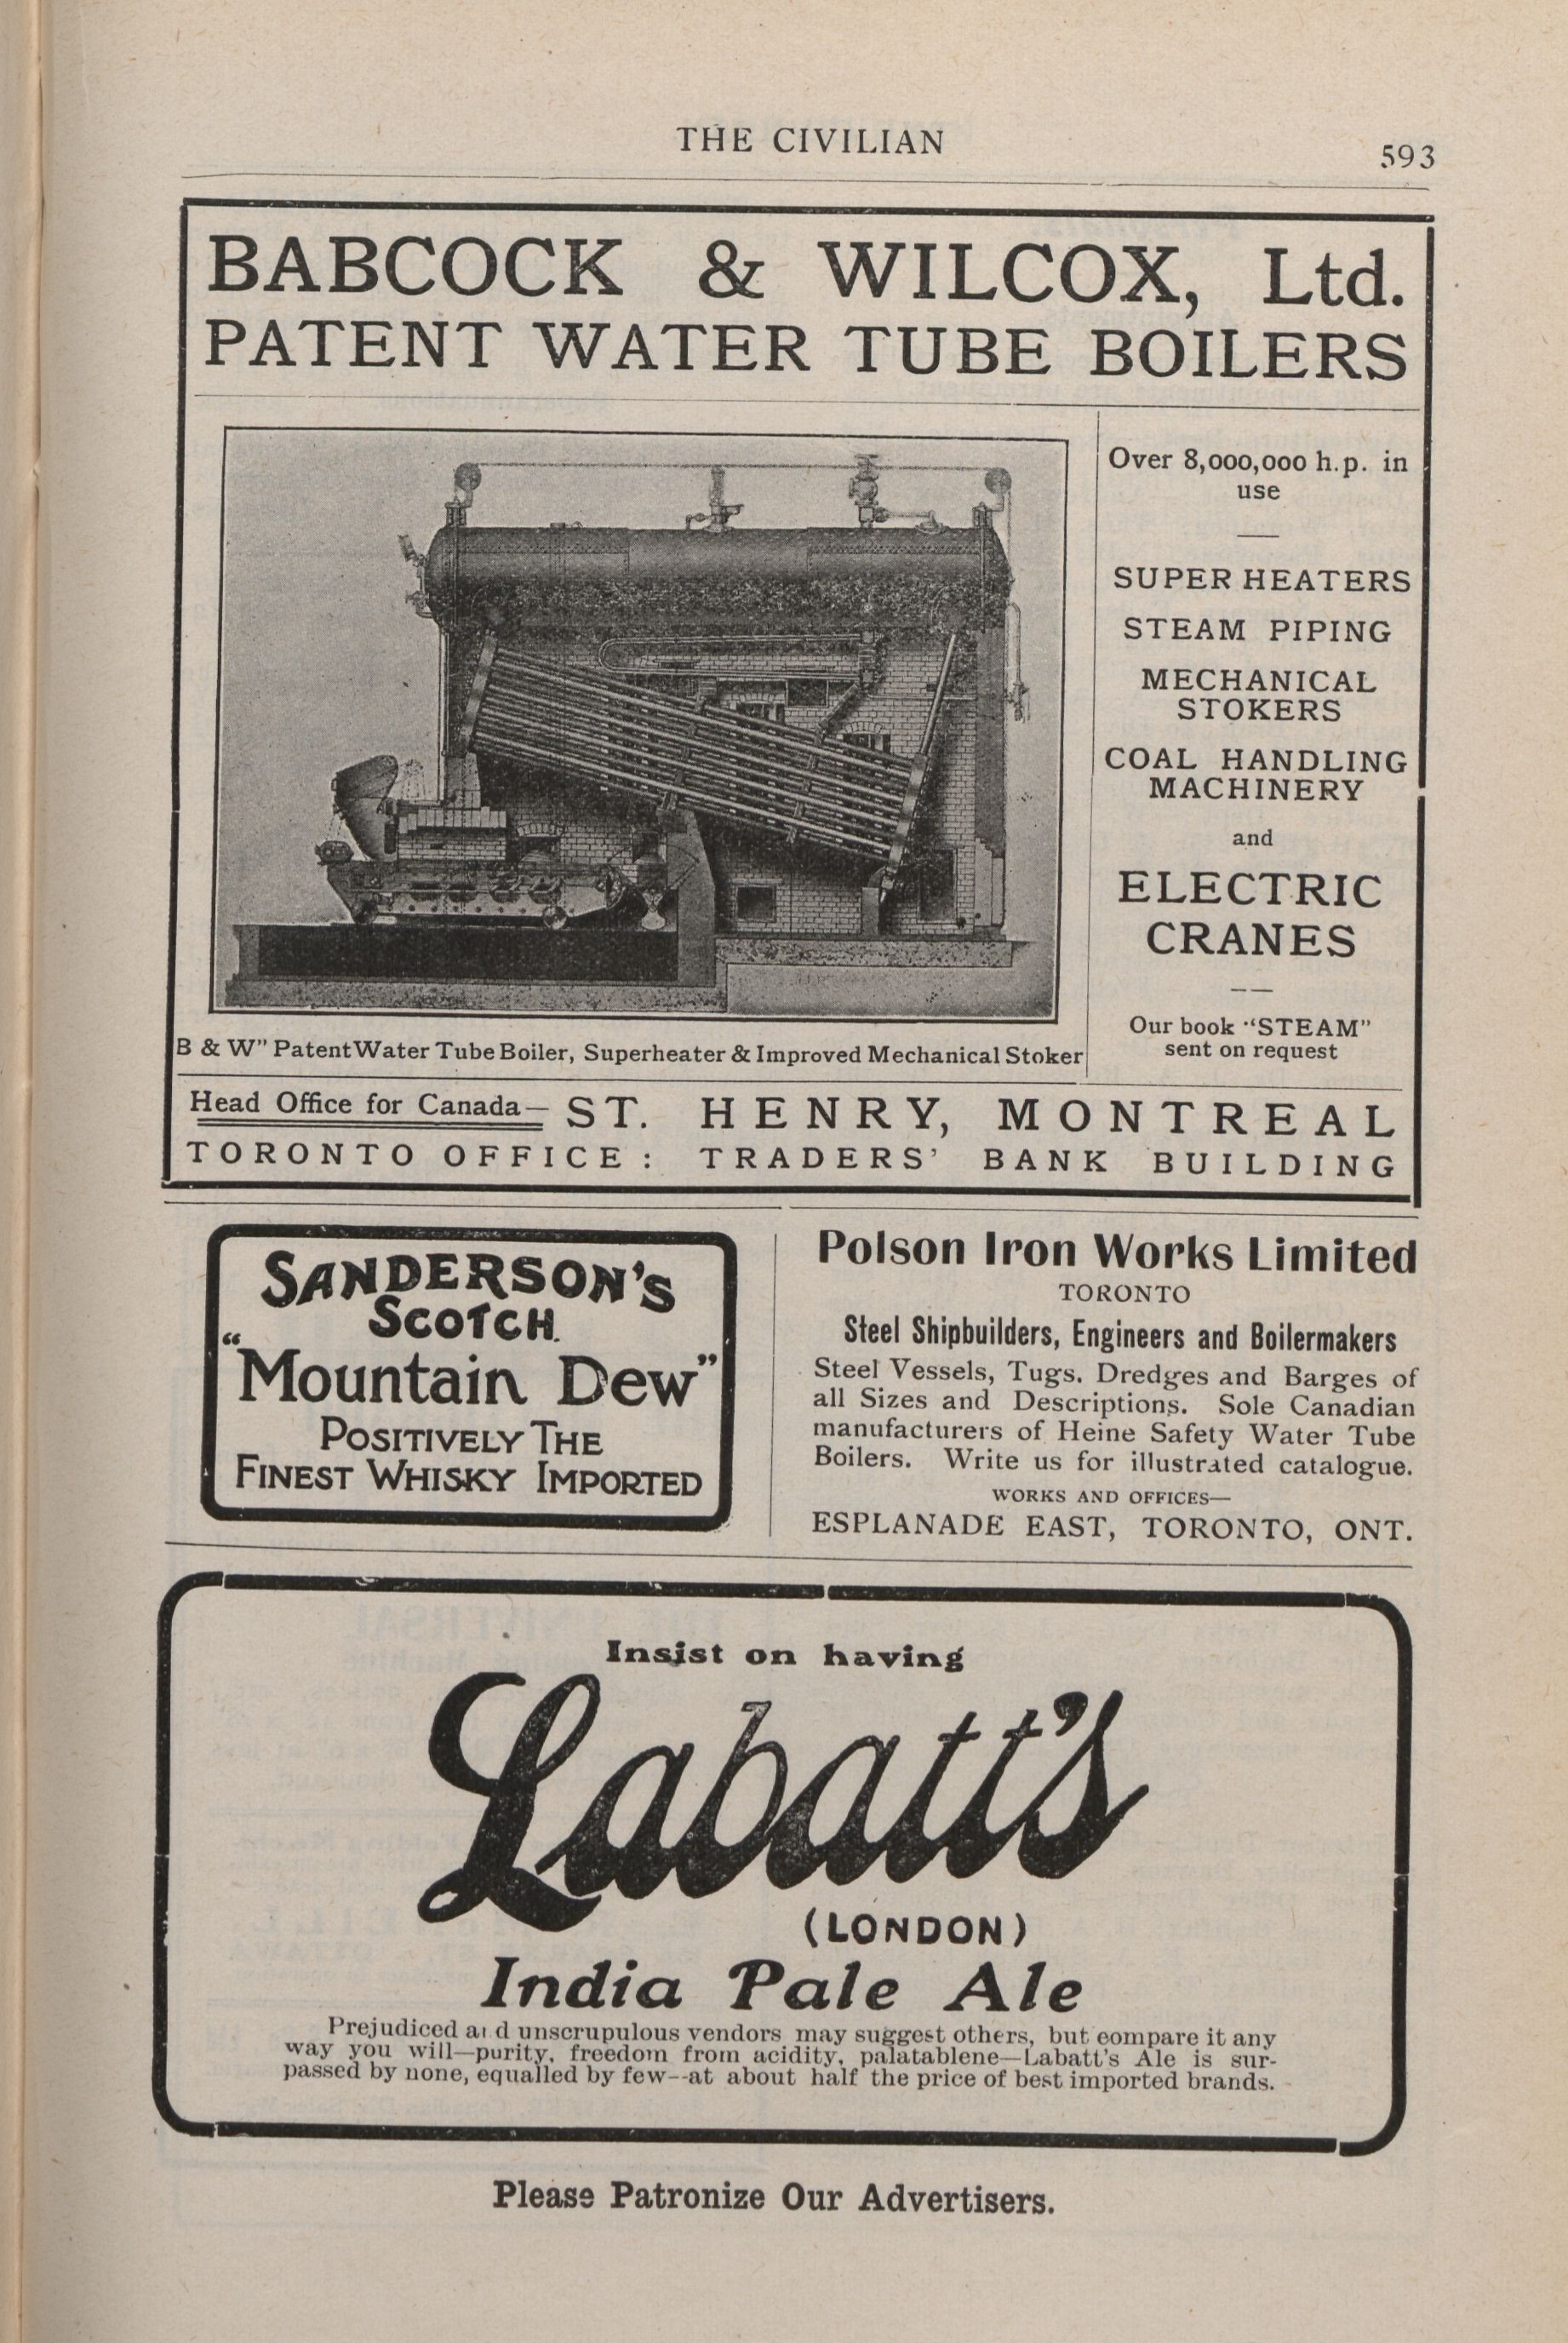 THE CIVILIAN
593
BABCOCK & WILCOX, Ltd.
PATENT WATER TUBE BOILERS
Over 8,000,000 h.p. in
use
SUPER HEATERS
STEAM PIPING
MECHANICAL
STOKERS
COAL HANDLING
MACHINERY
and
ELECTRIC
CRANES
Our book "STEAM"
sent on request
B & W" Patent Water Tube Boiler, Superheater & Improved Mechanical Stoker
Head Office for Canada— ST. HENRY, MONTREAL
TORONTO OFFICE: TRADERS' BANK BUILDING
SANDERSON'S
SCOTCH.
"Mountain Dew"
POSITIVELY THE
FINEST WHISKY IMPORTED
Polson Iron Works Limited
TORONTO
Steel Shipbuilders, Engineers and Boilermakers
Steel Vessels, Tugs. Dredges and Barges of
all Sizes and Descriptions. Sole Canadian
manufacturers of Heine Safety Water Tube
Boilers. Write us for illustrated catalogue.
WORKS AND OFFICES—
ESPLANADE EAST, TORONTO, ONT.
Insist on having
Labatt's
(LONDON)
India Pale Ale
Prejudiced and unscrupulous vendors may suggest others, but eompare it any
way you will—purity, freedom from acidity, palatablene—Labatt's Ale is sur-
passed by none, equalled by few--at about half the price of best imported brands.
Please Patronize Our Advertisers.